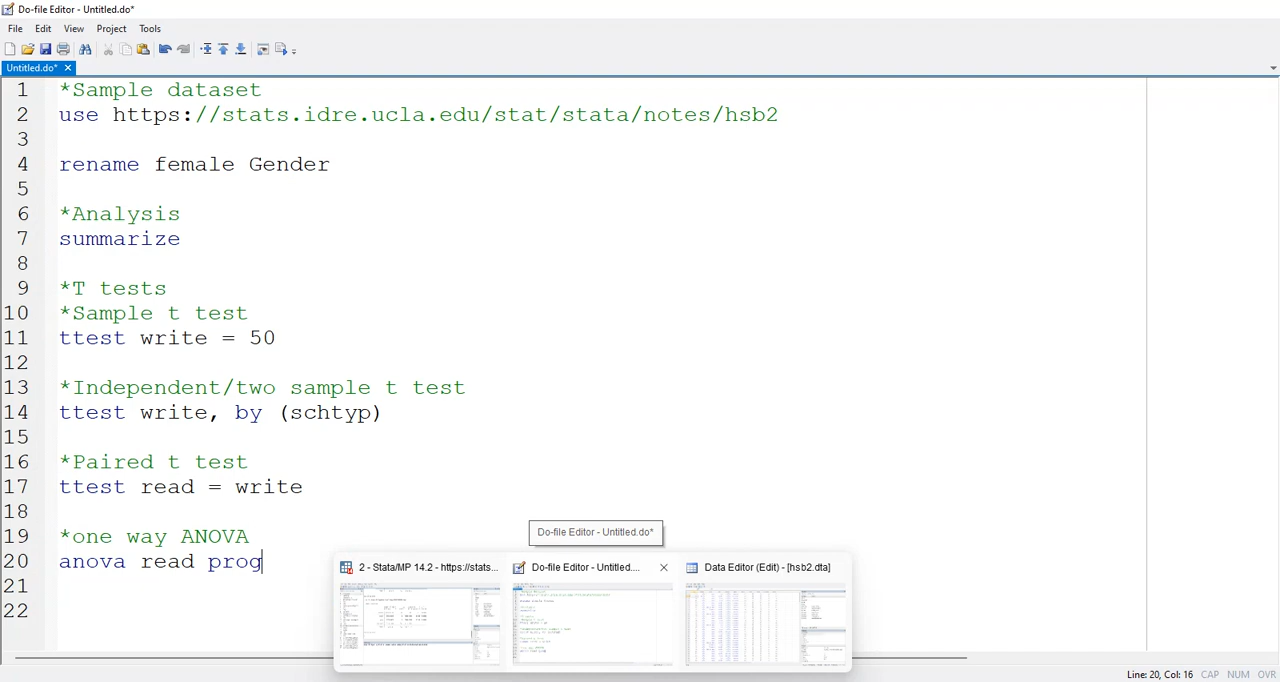 Do-file Editor - Untitled.do*
File Edit View Project Tools
Untitled.do* ×
1 *Sample dataset
2 use https://stats.idre.ucla.edu/stat/stata/notes/hsb2
3
4 rename female Gender
5
6 *Analysis
7 summarize
8
9 *T tests
10 *Sample t test
11 ttest write = 50
12
13 *Independent/two sample t test
14 ttest write, by (schtyp)
15
16 *Paired t test
17 ttest read = write
18
19 *one way ANOVA
20 anova read prog
21
22
Do-file Editor - Untitled.do*
2 - Stata/MP 14.2 - https://stats...
Do-file Editor - Untitled....
Data Editor (Edit) - [hsb2.dta]
Line: 20, Col: 16 CAP NUM OVR